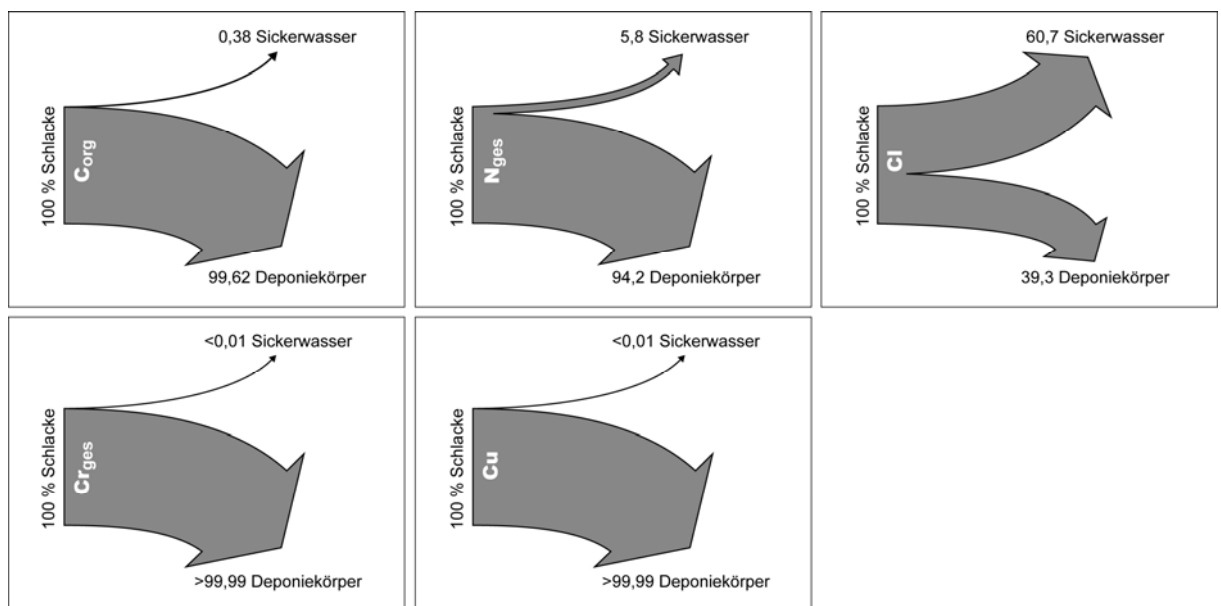 0,38 Sickerwasser
100 % Schlacke
Corg
99,62 Deponiekörper
5,8 Sickerwasser
100 % Schlacke
Nges
94,2 Deponiekörper
60,7 Sickerwasser
100 % Schlacke
Cl
39,3 Deponiekörper
<0,01 Sickerwasser
100 % Schlacke
Crges
>99,99 Deponiekörper
<0,01 Sickerwasser
100 % Schlacke
Cu
>99,99 Deponiekörper